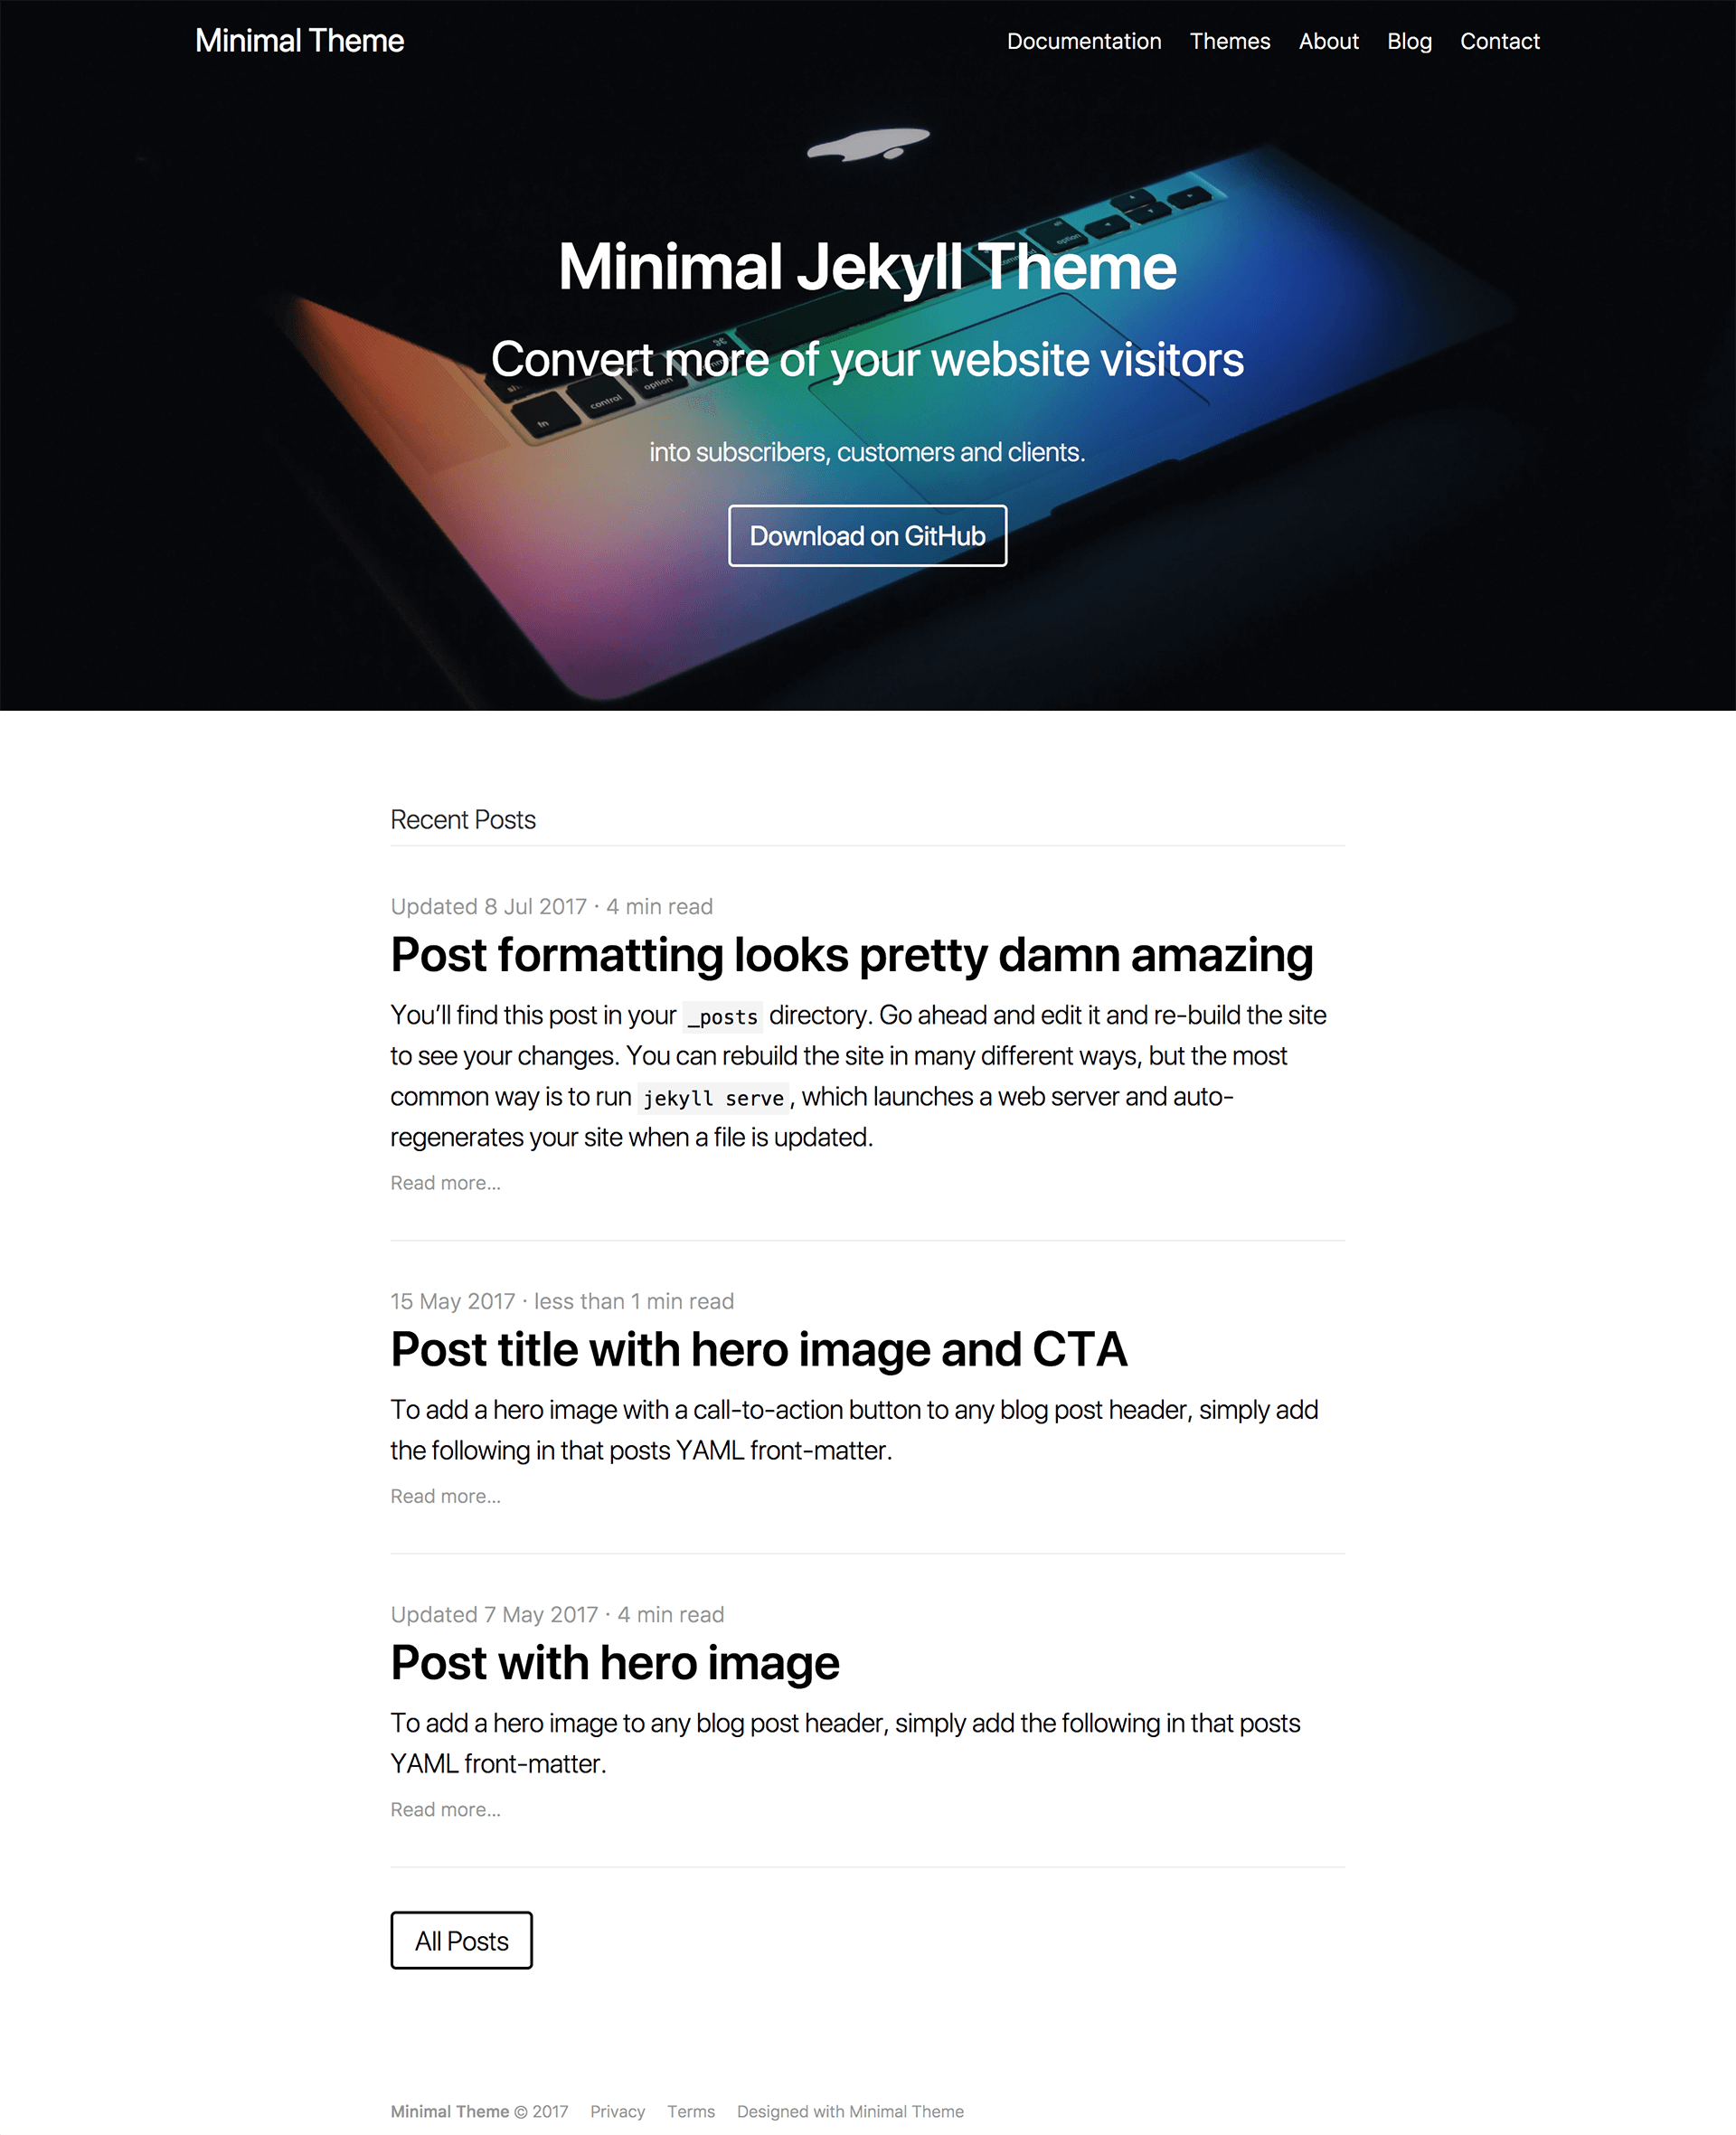 Minimal Theme
Documentation Themes About Blog Contact
Minimal Jekyll Theme
Convert more of your website visitors
into subscribers, customers and clients.
Download on GitHub
option
command
⌘
option
control
fn
Recent Posts
Updated 8 Jul 2017 · 4 min read
Post formatting looks pretty damn amazing
You’ll find this post in your _posts directory. Go ahead and edit it and re-build the site
to see your changes. You can rebuild the site in many different ways, but the most
common way is to run jekyll serve, which launches a web server and auto-
regenerates your site when a file is updated.
Read more...
15 May 2017 · less than 1 min read
Post title with hero image and CTA
To add a hero image with a call-to-action button to any blog post header, simply add
the following in that posts YAML front-matter.
Read more...
Updated 7 May 2017 · 4 min read
Post with hero image
To add a hero image to any blog post header, simply add the following in that posts
YAML front-matter.
Read more...
All Posts
Minimal Theme © 2017 Privacy Terms Designed with Minimal Theme